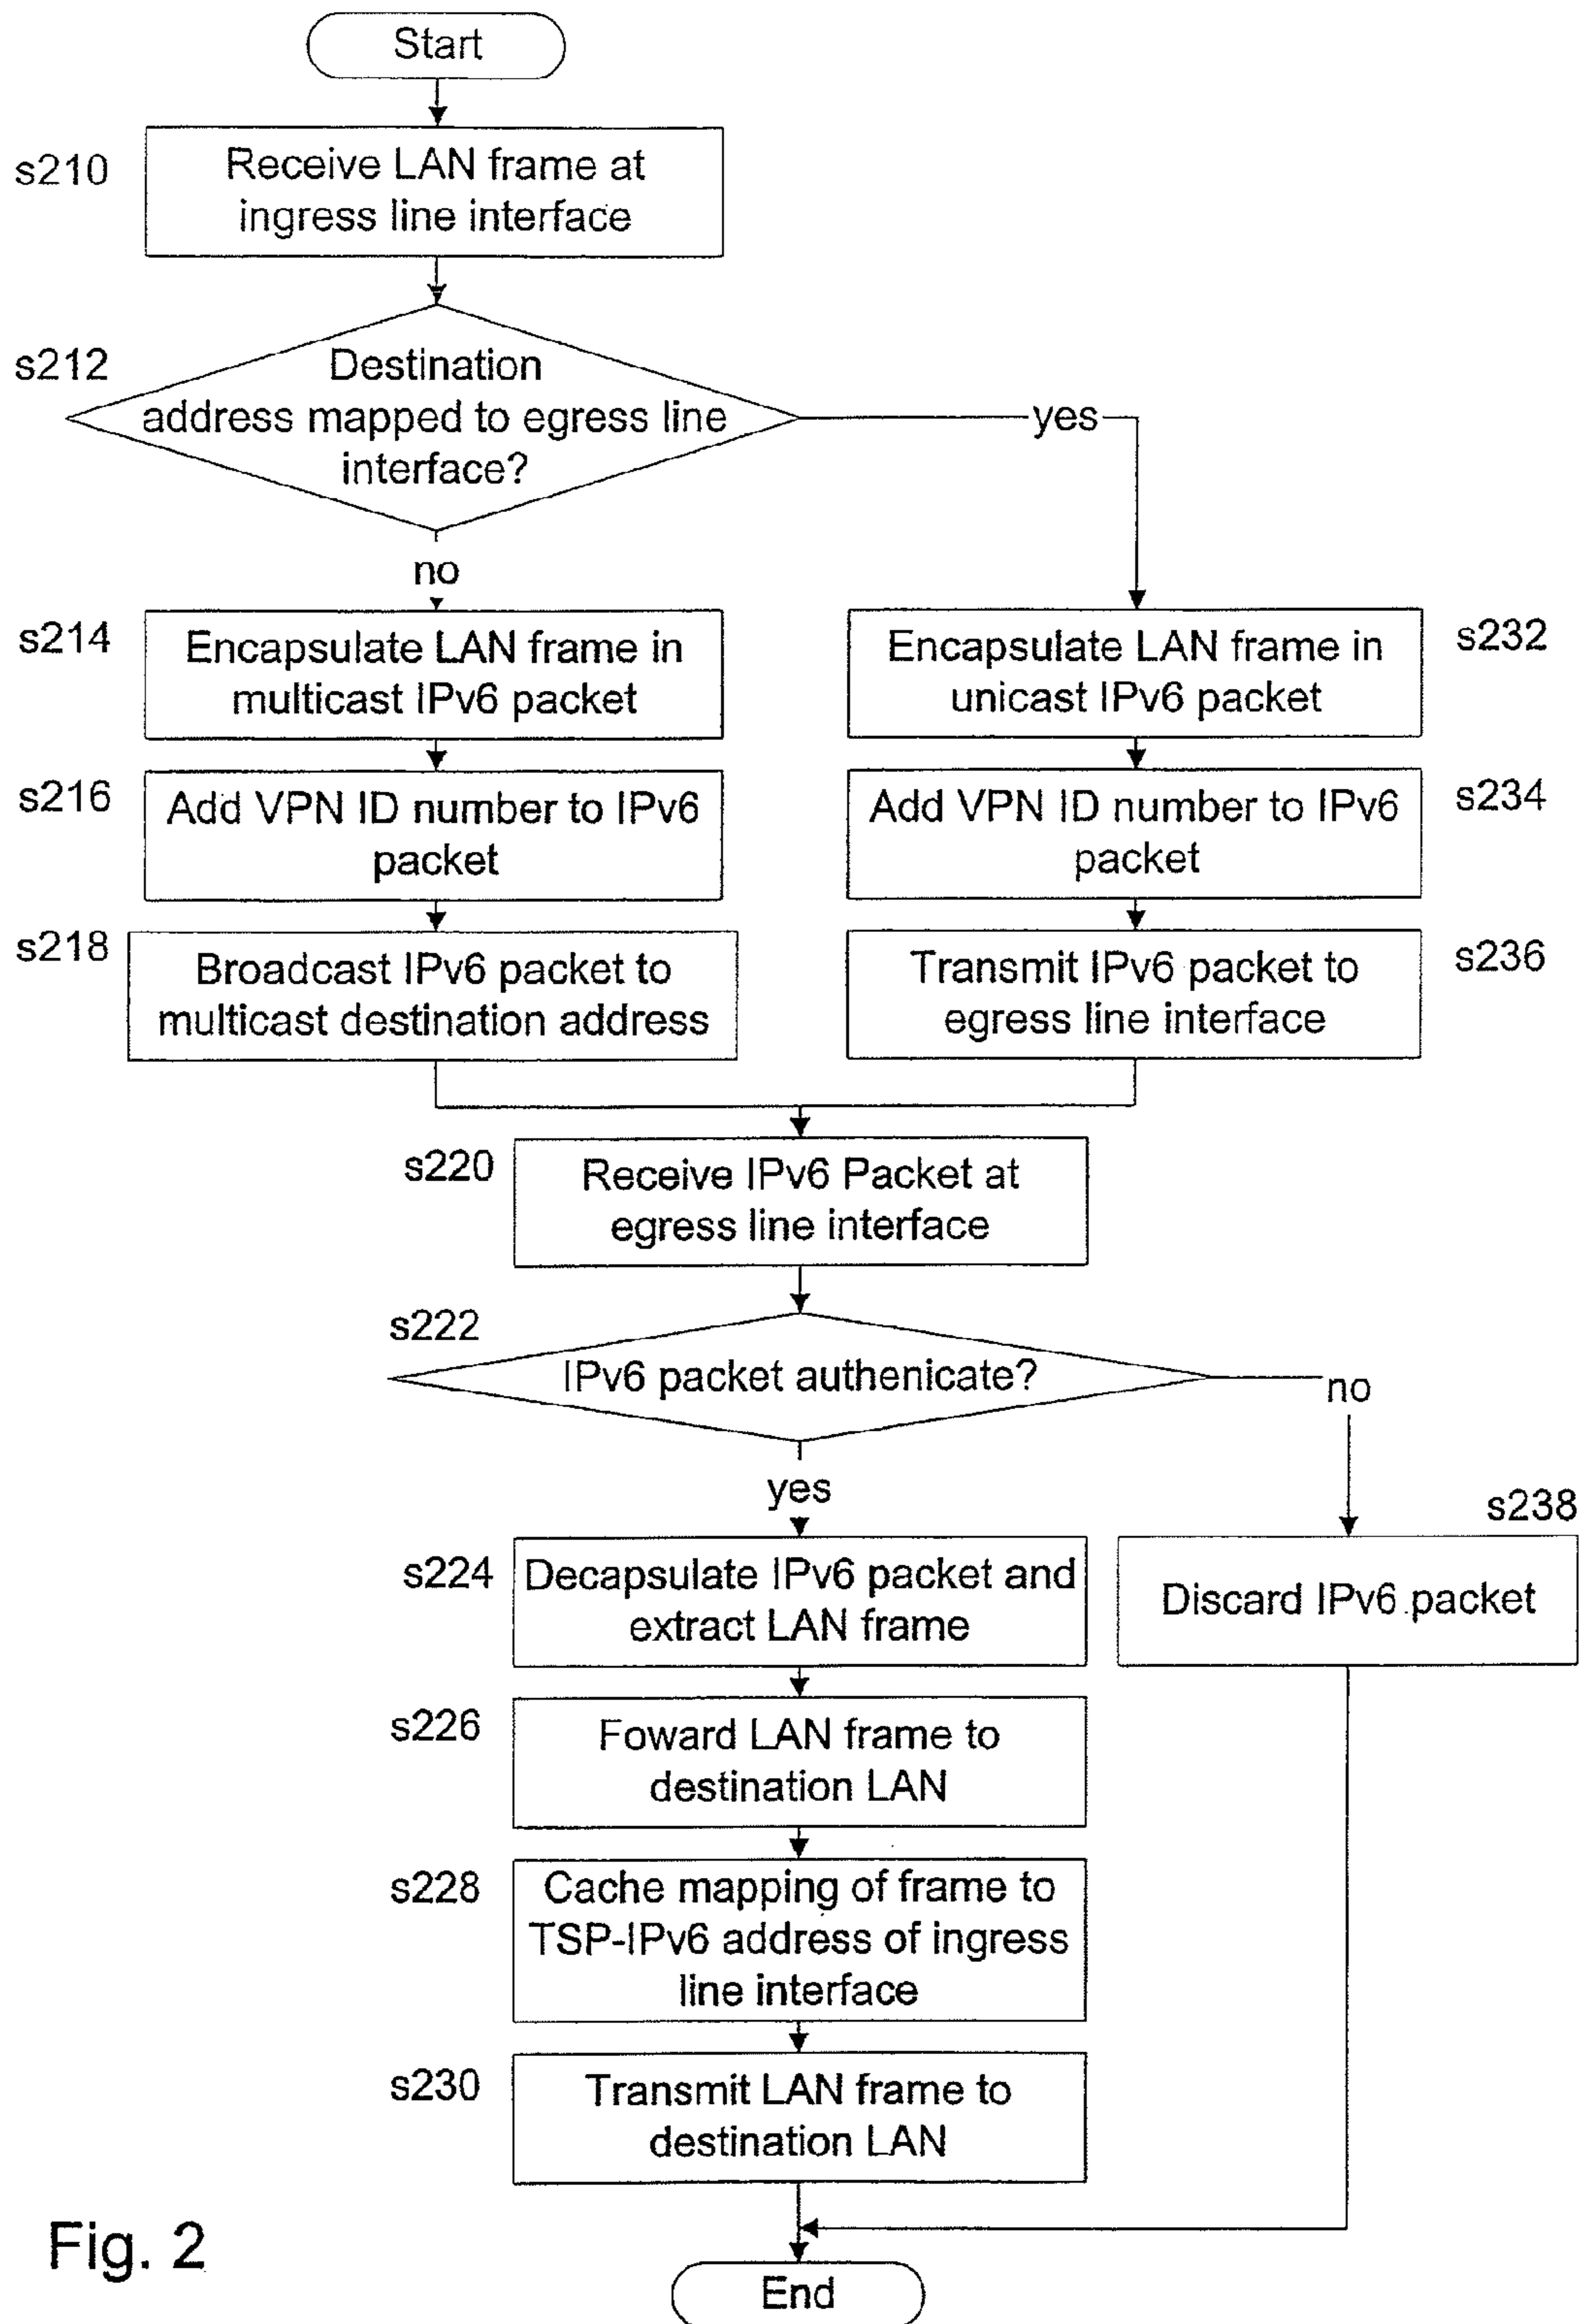 Start
s210
Receive LAN frame at
ingress line interface
s212
Destination
address mapped to egress line
interface?
yes
no
s214
Encapsulate LAN frame in
multicast IPv6 packet
s232
Encapsulate LAN frame in
unicast IPv6 packet
s216
Add VPN ID number to IPv6
packet
s234
Add VPN ID number to IPv6
packet
s218
Broadcast IPv6 packet to
multicast destination address
s236
Transmit IPv6 packet to
egress line interface
s220
Receive IPv6 Packet at
egress line interface
s222
IPv6 packet authenicate?
no
yes
s238
s224
Decapsulate IPv6 packet and
extract LAN frame
Discard IPv6 packet
s226
Foward LAN frame to
destination LAN
s228
Cache mapping of frame to
TSP-IPv6 address of ingress
line interface
s230
Transmit LAN frame to
destination LAN
Fig. 2
End